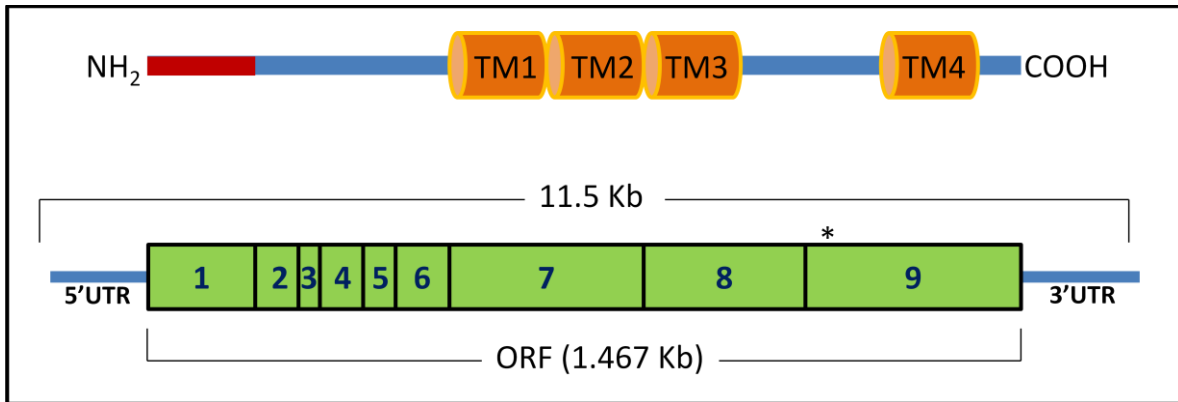 NH2 TM1 TM2 TM3 TM4 COOH
11.5 Kb
*
1 2 3 4 5 6 7 8 9
5'UTR 3'UTR
ORF (1.467 Kb)